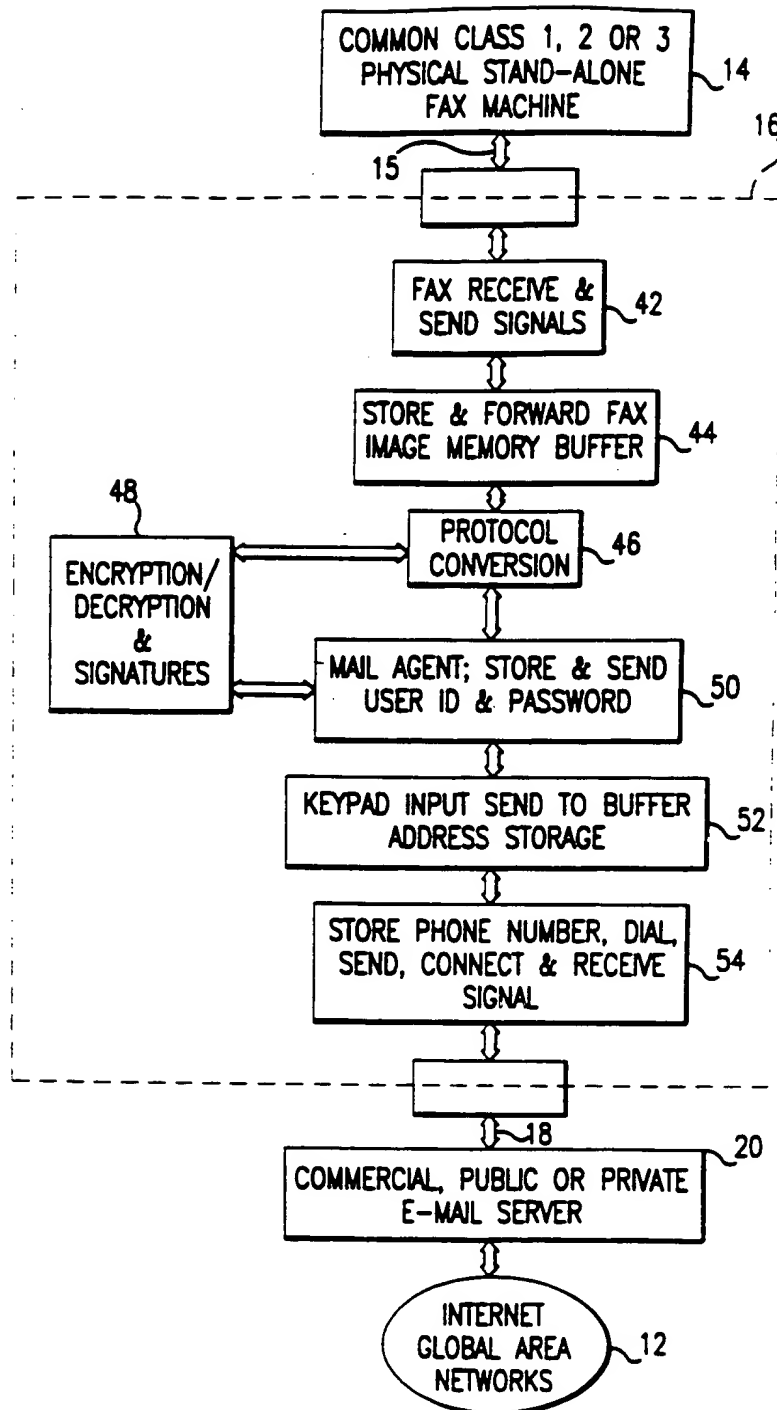 COMMON CLASS 1, 2 OR 3
PHYSICAL STAND-ALONE
FAX MACHINE
14
16
15
FAX RECEIVE &
SEND SIGNALS
42
STORE & FORWARD FAX
IMAGE MEMORY BUFFER
44
48
PROTOCOL
CONVERSION
46
ENCRYPTION/
DECRYPTION
&
SIGNATURES
MAIL AGENT; STORE & SEND
USER ID & PASSWORD
50
KEYPAD INPUT SEND TO BUFFER
ADDRESS STORAGE
52
STORE PHONE NUMBER, DIAL,
SEND, CONNECT & RECEIVE
SIGNAL
54
18
20
COMMERCIAL, PUBLIC OR PRIVATE
E-MAIL SERVER
INTERNET
GLOBAL AREA
NETWORKS
12